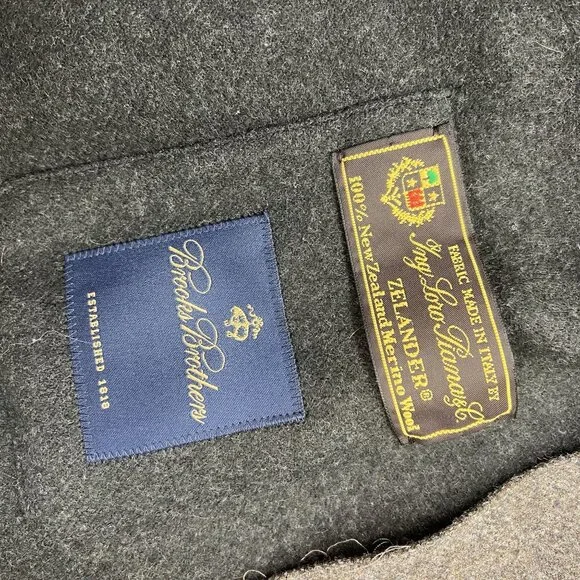 Brooks Brothers
ESTABLISHED 1818
FABRIC MADE IN ITALY BY
Ing. Loro Piana & C.
ZELANDER®
100% New Zealand Merino Wool